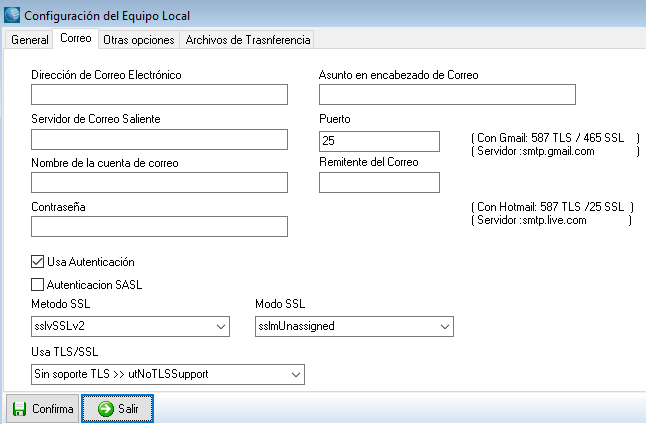 Configuración del Equipo Local
General
Correo
Otras opciones
Archivos de Trasnferencia
Dirección de Correo Electrónico
Asunto en encabezado de Correo
Servidor de Correo Saliente
Puerto
25
( Con Gmail: 587 TLS / 465 SSL )
( Servidor :smtp.gmail.com )
Nombre de la cuenta de correo
Remitente del Correo
Contraseña
( Con Hotmail: 587 TLS /25 SSL )
( Servidor :smtp.live.com )
Usa Autenticación
Autenticacion SASL
Metodo SSL
Modo SSL
sslvSSLv2
sslmUnassigned
Usa TLS/SSL
Sin soporte TLS >> utNoTLSSupport
Confirma
Salir